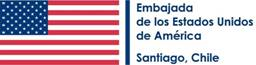 Embajada
de los Estados Unidos
de América
Santiago, Chile